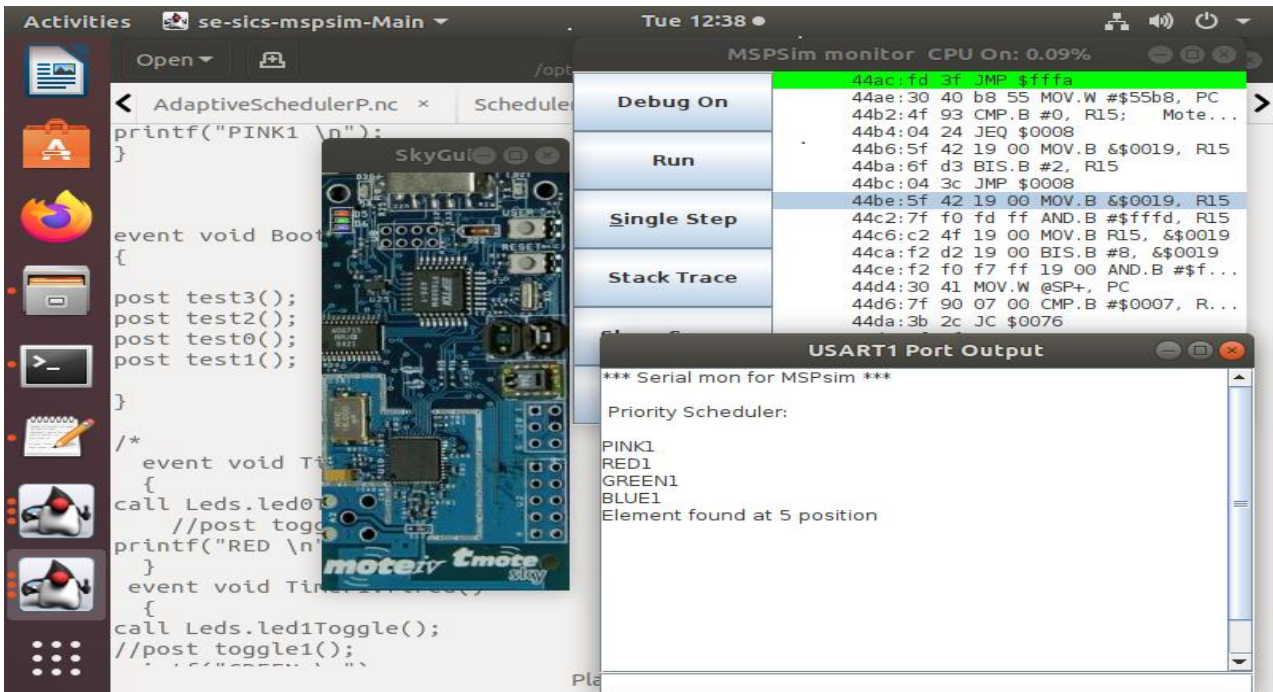 Activities se-sics-mspsim-Main Tue 12:38
Open
/opt
AdaptiveSchedulerP.nc × Schedule
printf("PINK1 \n");
}
event void Boot
{
post test3();
post test2();
post test0();
post test1();
}
/*
event void Ti
{
call Leds.led0T
//post togg
printf("RED \n"
}
event void Timer1.fired()
{
call Leds.led1Toggle();
//post toggle1();
Pla
SkyGui
D5
D6
USER
RESET
moteiv tmote
sky
MSPSim monitor CPU On: 0.09%
Debug On
Run
Single Step
Stack Trace
44ac:fd 3f JMP $fffa
44ae:30 40 b8 55 MOV.W #$55b8, PC
44b2:4f 93 CMP.B #0, R15; Mote...
44b4:04 24 JEQ $0008
44b6:5f 42 19 00 MOV.B &$0019, R15
44ba:6f d3 BIS.B #2, R15
44bc:04 3c JMP $0008
44be:5f 42 19 00 MOV.B &$0019, R15
44c2:7f f0 fd ff AND.B #$fffd, R15
44c6:c2 4f 19 00 MOV.B R15, &$0019
44ca:f2 d2 19 00 BIS.B #8, &$0019
44ce:f2 f0 f7 ff 19 00 AND.B #$f...
44d4:30 41 MOV.W @SP+, PC
44d6:7f 90 07 00 CMP.B #$0007, R...
44da:3b 2c JC $0076
USART1 Port Output
*** Serial mon for MSPsim ***
Priority Scheduler:
PINK1
RED1
GREEN1
BLUE1
Element found at 5 position